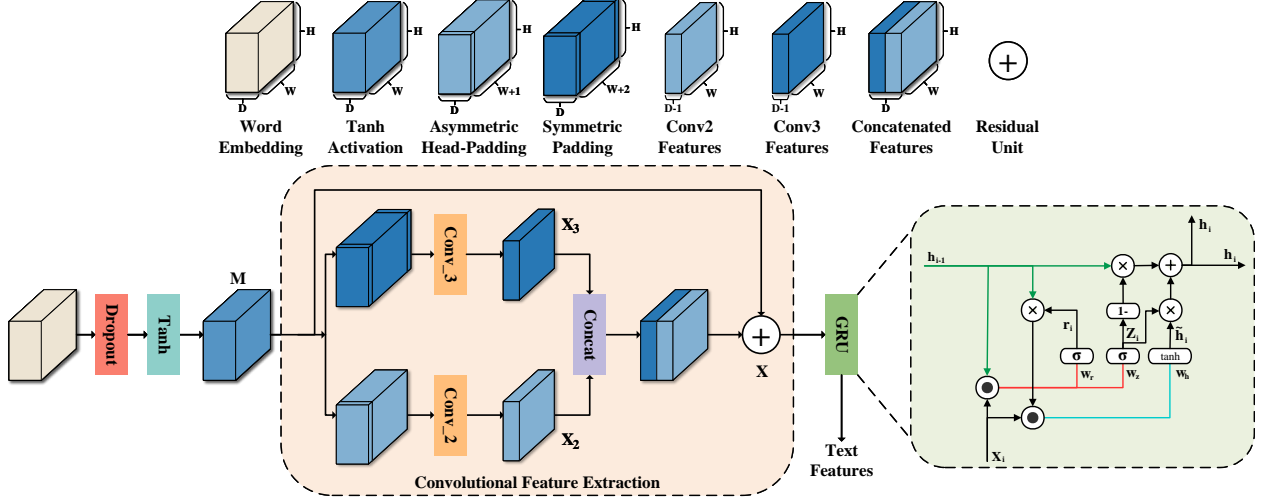 H H H H H H H
W W W+1 W+2 W W W
D D D D D-1 D-1 D
Word Embedding
Tanh Activation
Asymmetric Head-Padding
Symmetric Padding
Conv2 Features
Conv3 Features
Concatenated Features
Residual Unit
Dropout
Tanh
M
Conv_3
X₃
Conv_2
X₂
Concat
X
Convolutional Feature Extraction
GRU
Text
Features
hᵢ₋₁
hᵢ
hᵢ
1-
rᵢ
Zᵢ
h̃ᵢ
σ
σ
tanh
Wᵣ
W_z
Wₕ
Xᵢ